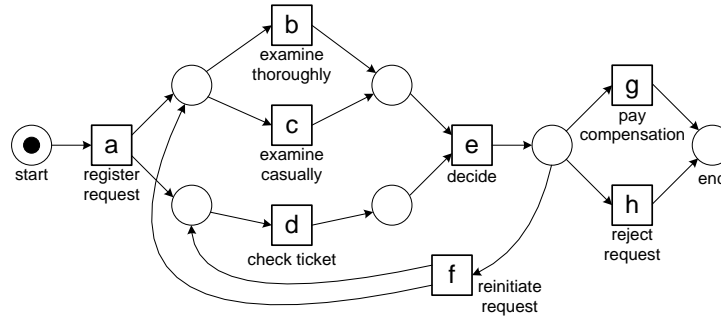 b
examine
thoroughly
g
pay
compensation
c
examine
casually
a
register
request
start
e
decide
end
d
check ticket
h
reject
request
f
reinitiate
request